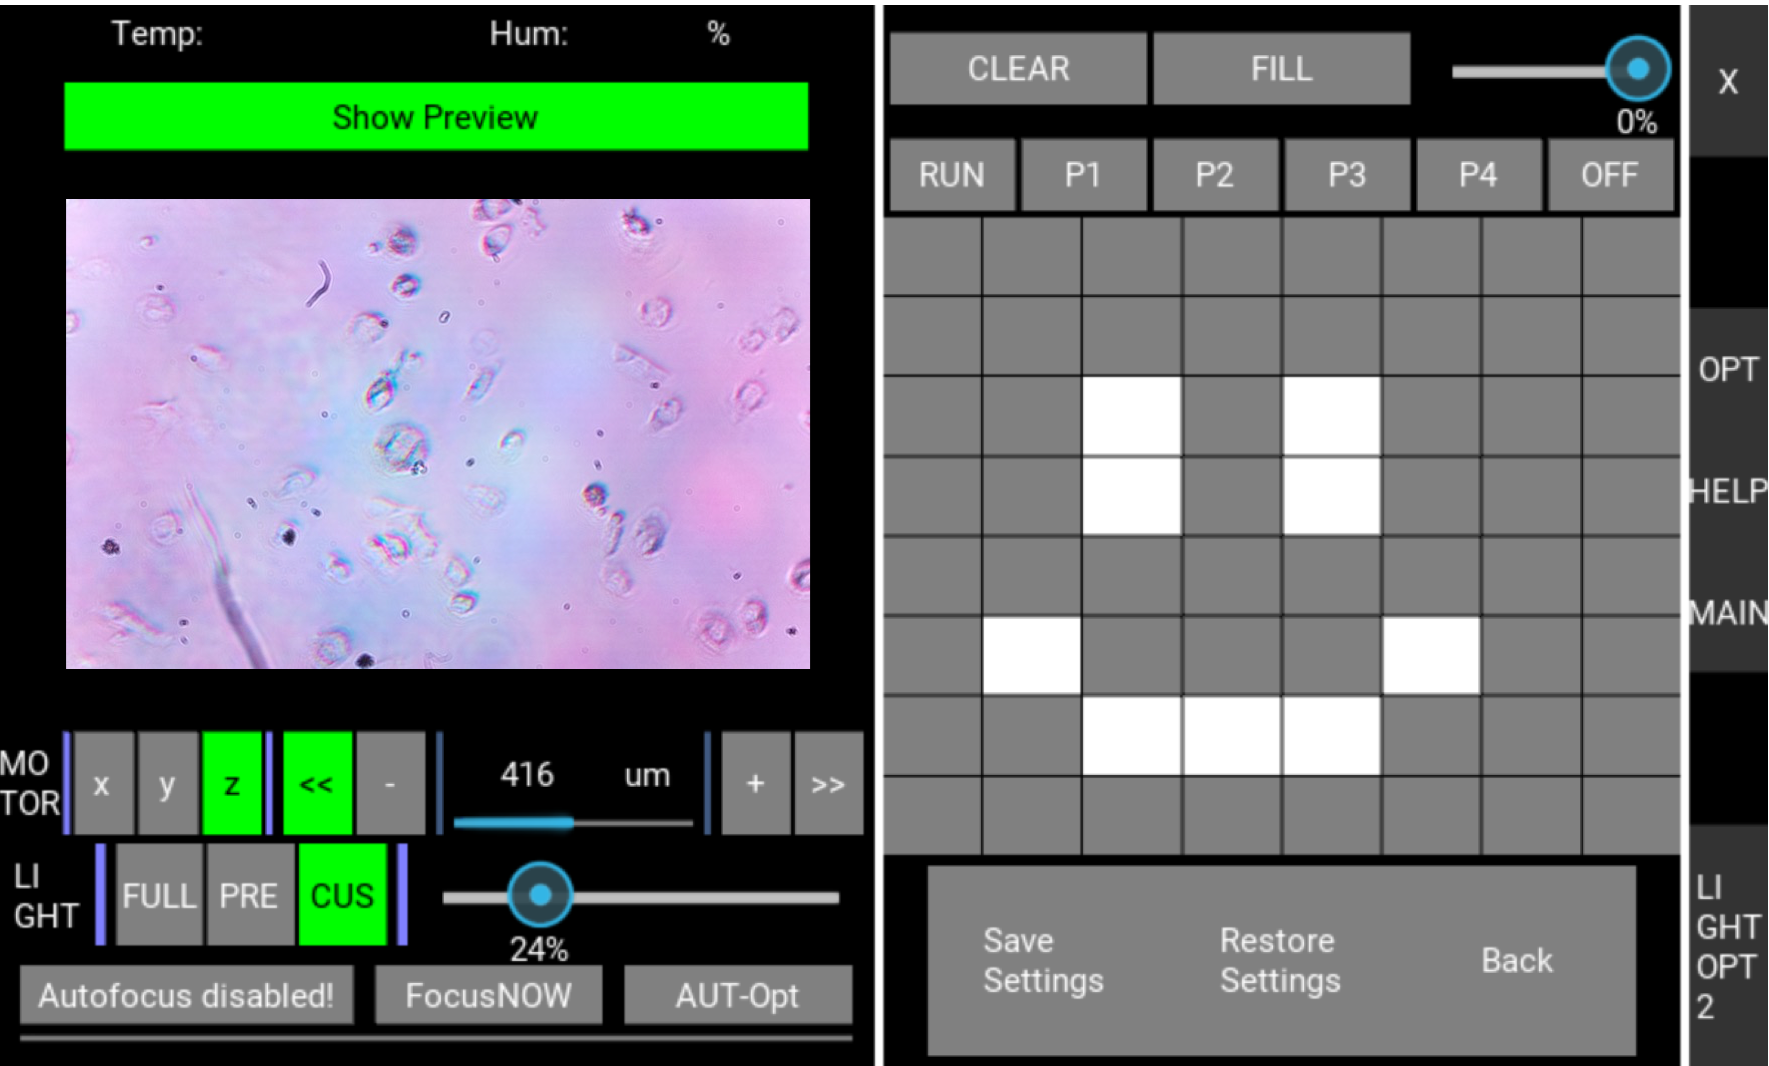 Temp: Hum: %
Show Preview
MO
TOR
x y z << - 416 um + >>
LI
GHT
FULL PRE CUS
24%
Autofocus disabled! FocusNOW AUT-Opt
CLEAR FILL
0%
RUN P1 P2 P3 P4 OFF
Save
Settings
Restore
Settings
Back
X
OPT
HELP
MAIN
LI
GHT
OPT
2